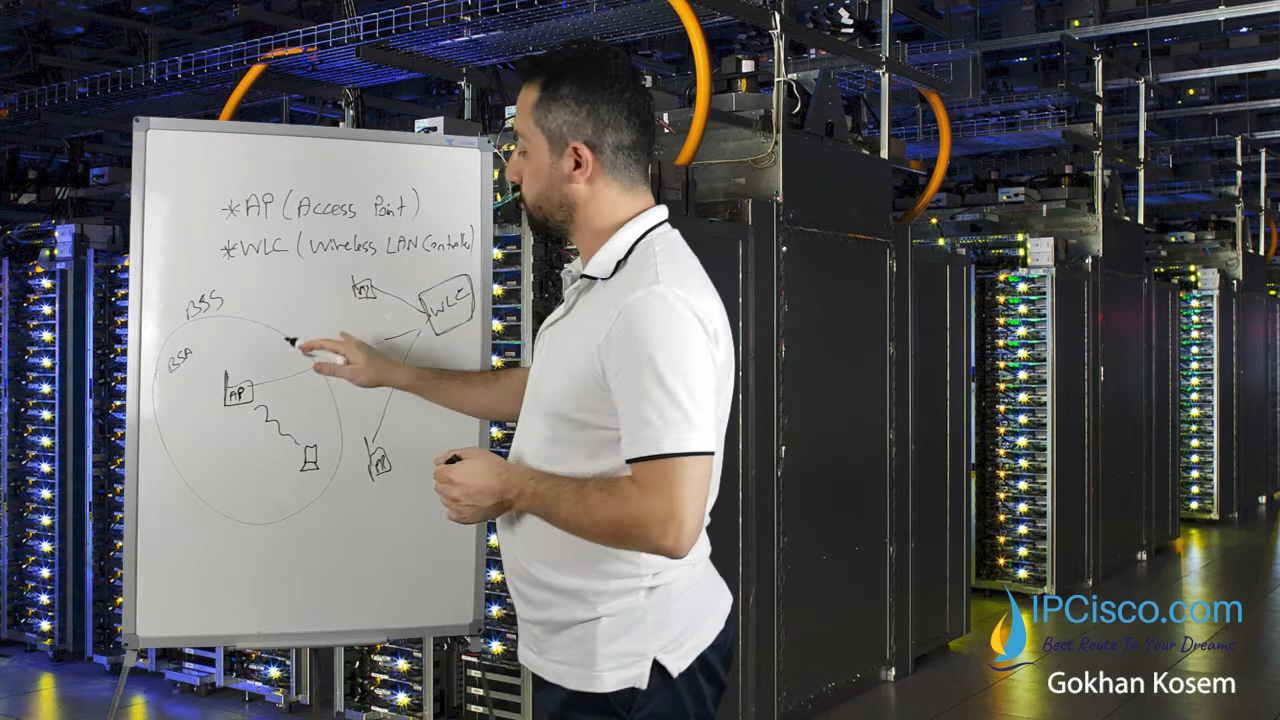 *AP (Access Point)
*WLC (Wireless LAN Controller)
WLC
BSS
BSA
AP
AP
IPCisco.com
Best Route To Your Dreams
Gokhan Kosem